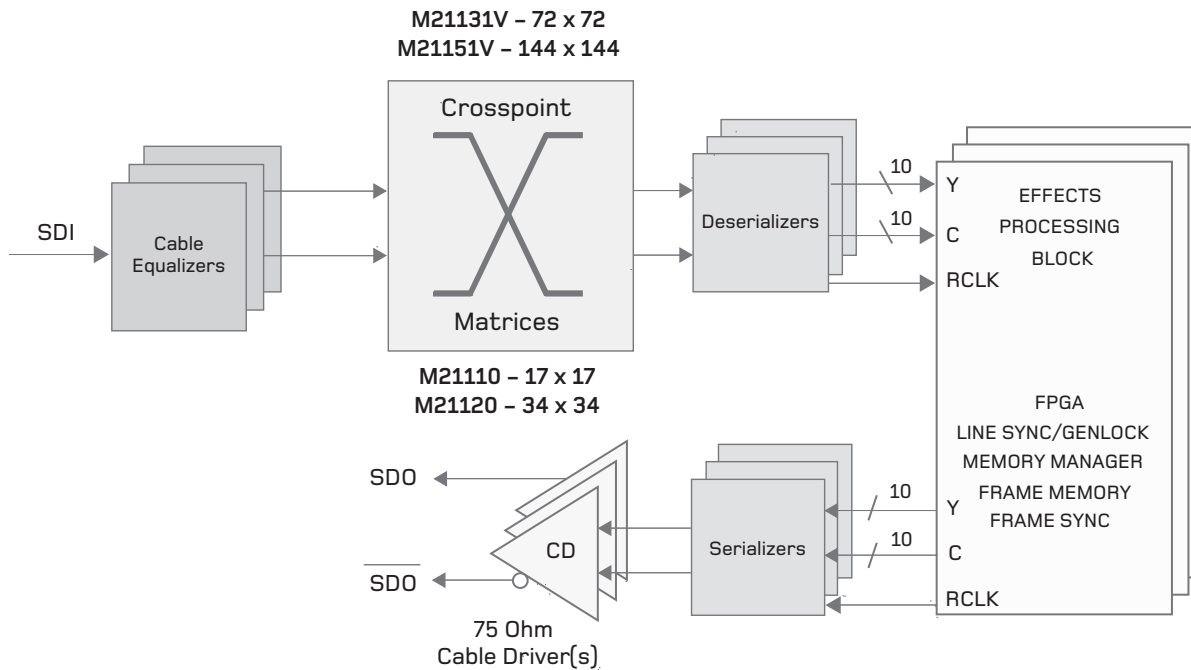 M21131V – 72 x 72
M21151V – 144 x 144
Crosspoint
Matrices
M21110 – 17 x 17
M21120 – 34 x 34
SDI
Cable
Equalizers
Deserializers
10
10
Y
C
RCLK
EFFECTS
PROCESSING
BLOCK
FPGA
LINE SYNC/GENLOCK
MEMORY MANAGER
FRAME MEMORY
FRAME SYNC
Y
C
RCLK
10
10
Serializers
CD
SDO
SDO
75 Ohm
Cable Driver(s)